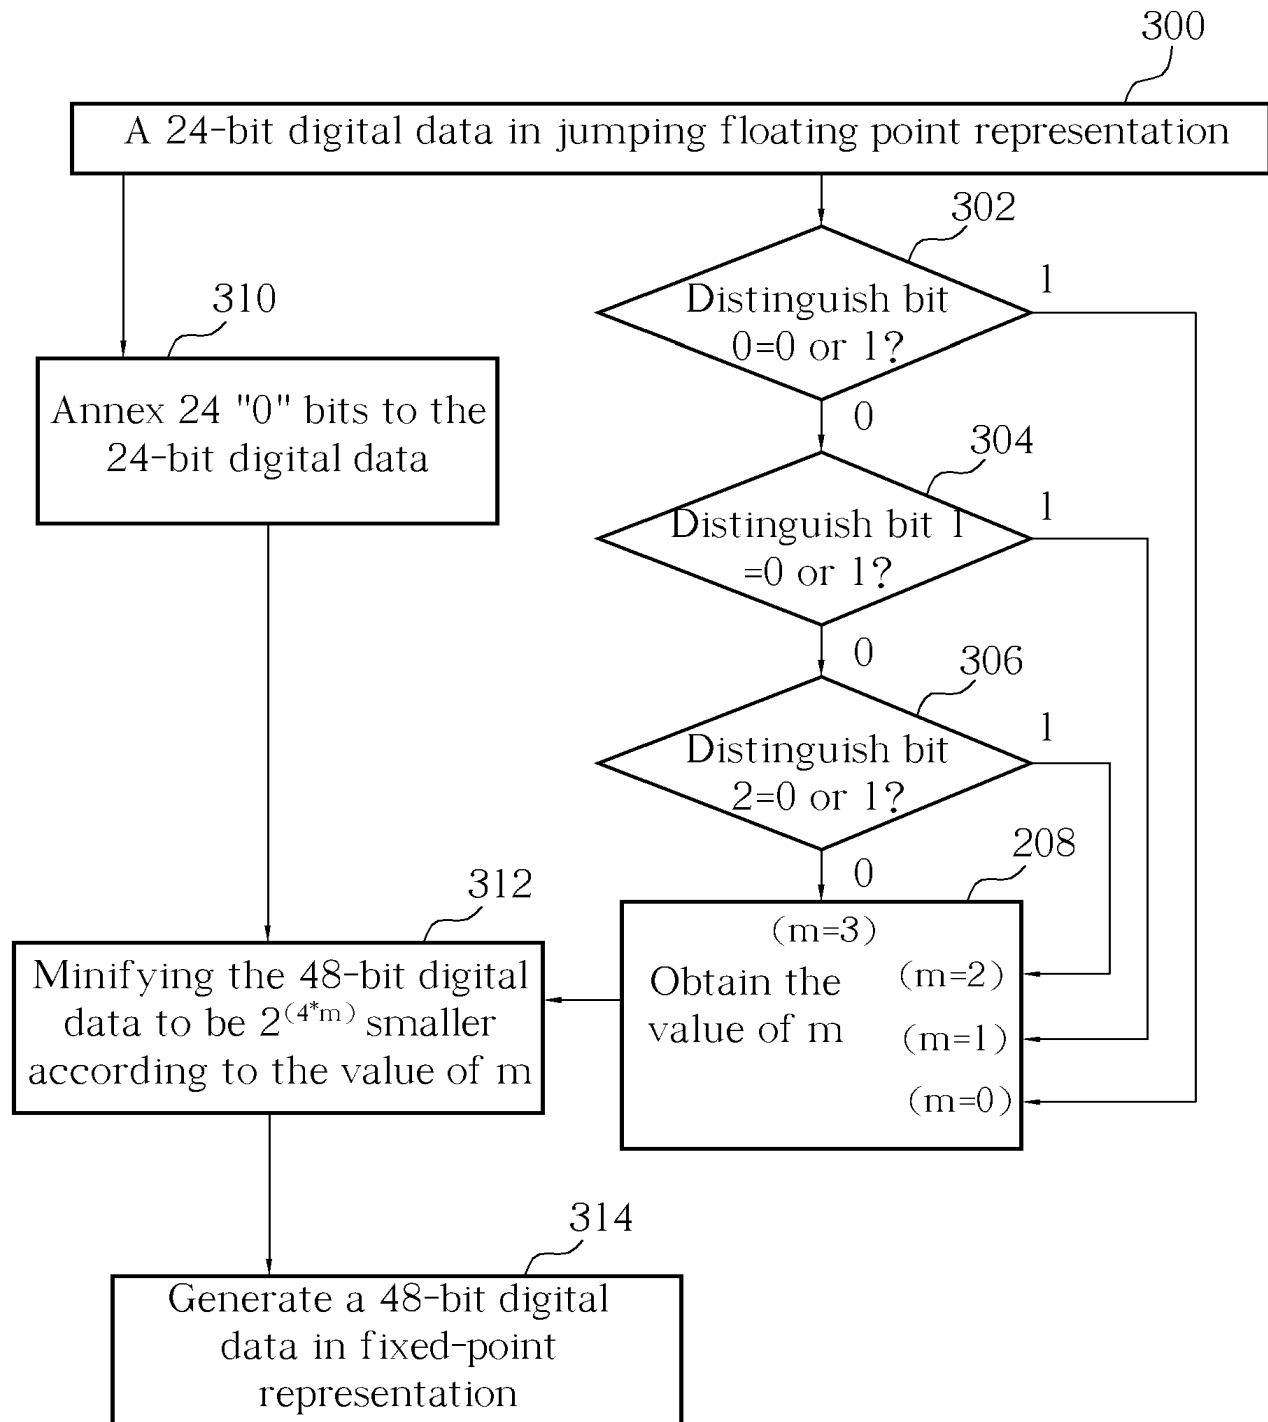 300
A 24-bit digital data in jumping floating point representation
302
1
Distinguish bit
0=0 or 1?
0
310
Annex 24 "0" bits to the
24-bit digital data
304
1
Distinguish bit 1
=0 or 1?
0
306
1
Distinguish bit
2=0 or 1?
0
208
(m=3)
Obtain the
value of m
(m=2)
(m=1)
(m=0)
312
Minifying the 48-bit digital
data to be 2^(4*m) smaller
according to the value of m
314
Generate a 48-bit digital
data in fixed-point
representation